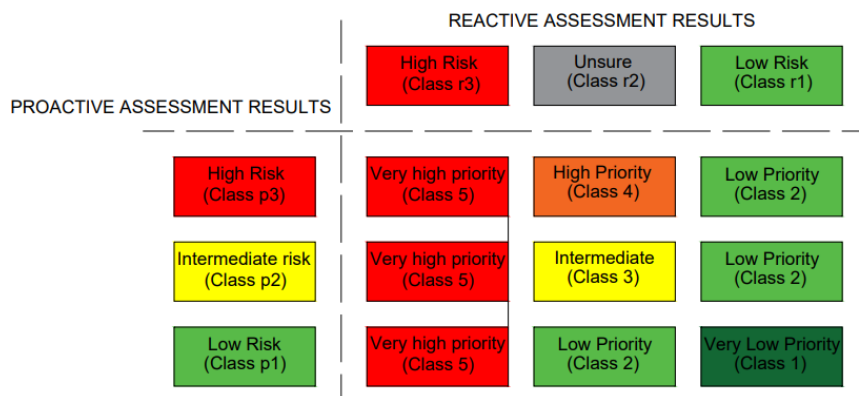 REACTIVE ASSESSMENT RESULTS
High Risk
(Class r3)
Unsure
(Class r2)
Low Risk
(Class r1)
PROACTIVE ASSESSMENT RESULTS
High Risk
(Class p3)
Very high priority
(Class 5)
High Priority
(Class 4)
Low Priority
(Class 2)
Intermediate risk
(Class p2)
Very high priority
(Class 5)
Intermediate
(Class 3)
Low Priority
(Class 2)
Low Risk
(Class p1)
Very high priority
(Class 5)
Low Priority
(Class 2)
Very Low Priority
(Class 1)